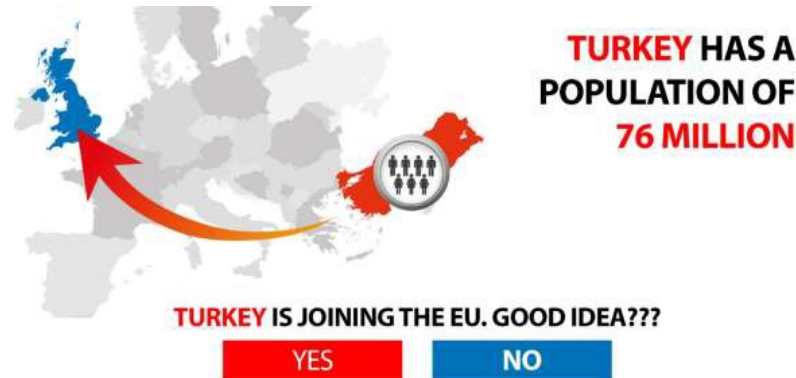 TURKEY HAS A
POPULATION OF
76 MILLION
TURKEY IS JOINING THE EU. GOOD IDEA???
YES
NO